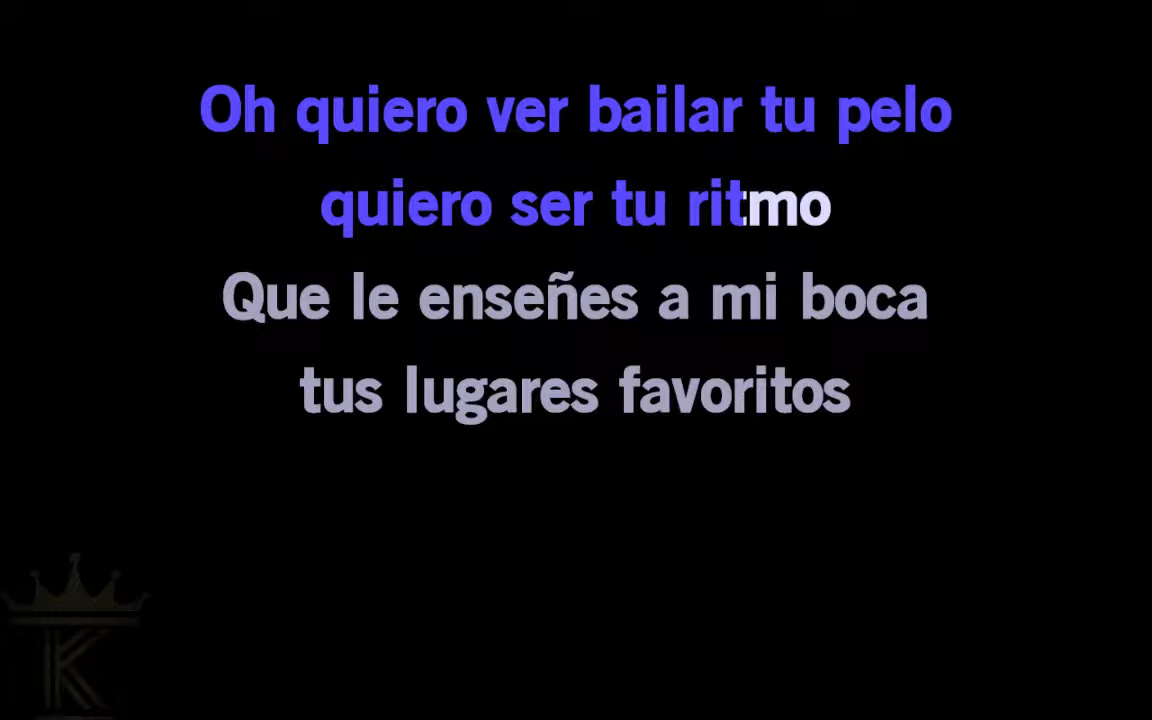 Oh quiero ver bailar tu pelo
quiero ser tu ritmo
Que le enseñes a mi boca
tus lugares favoritos
K